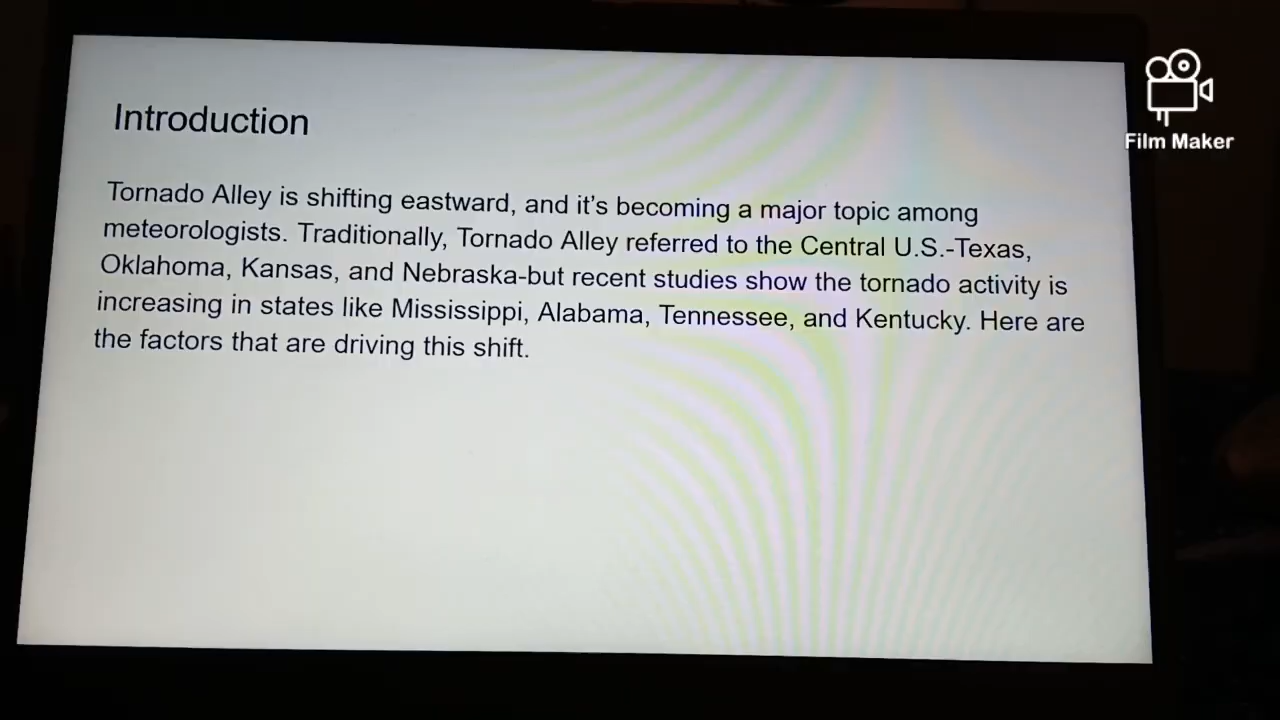 Introduction
Tornado Alley is shifting eastward, and it’s becoming a major topic among
meteorologists. Traditionally, Tornado Alley referred to the Central U.S.-Texas,
Oklahoma, Kansas, and Nebraska-but recent studies show the tornado activity is
increasing in states like Mississippi, Alabama, Tennessee, and Kentucky. Here are
the factors that are driving this shift.
Film Maker